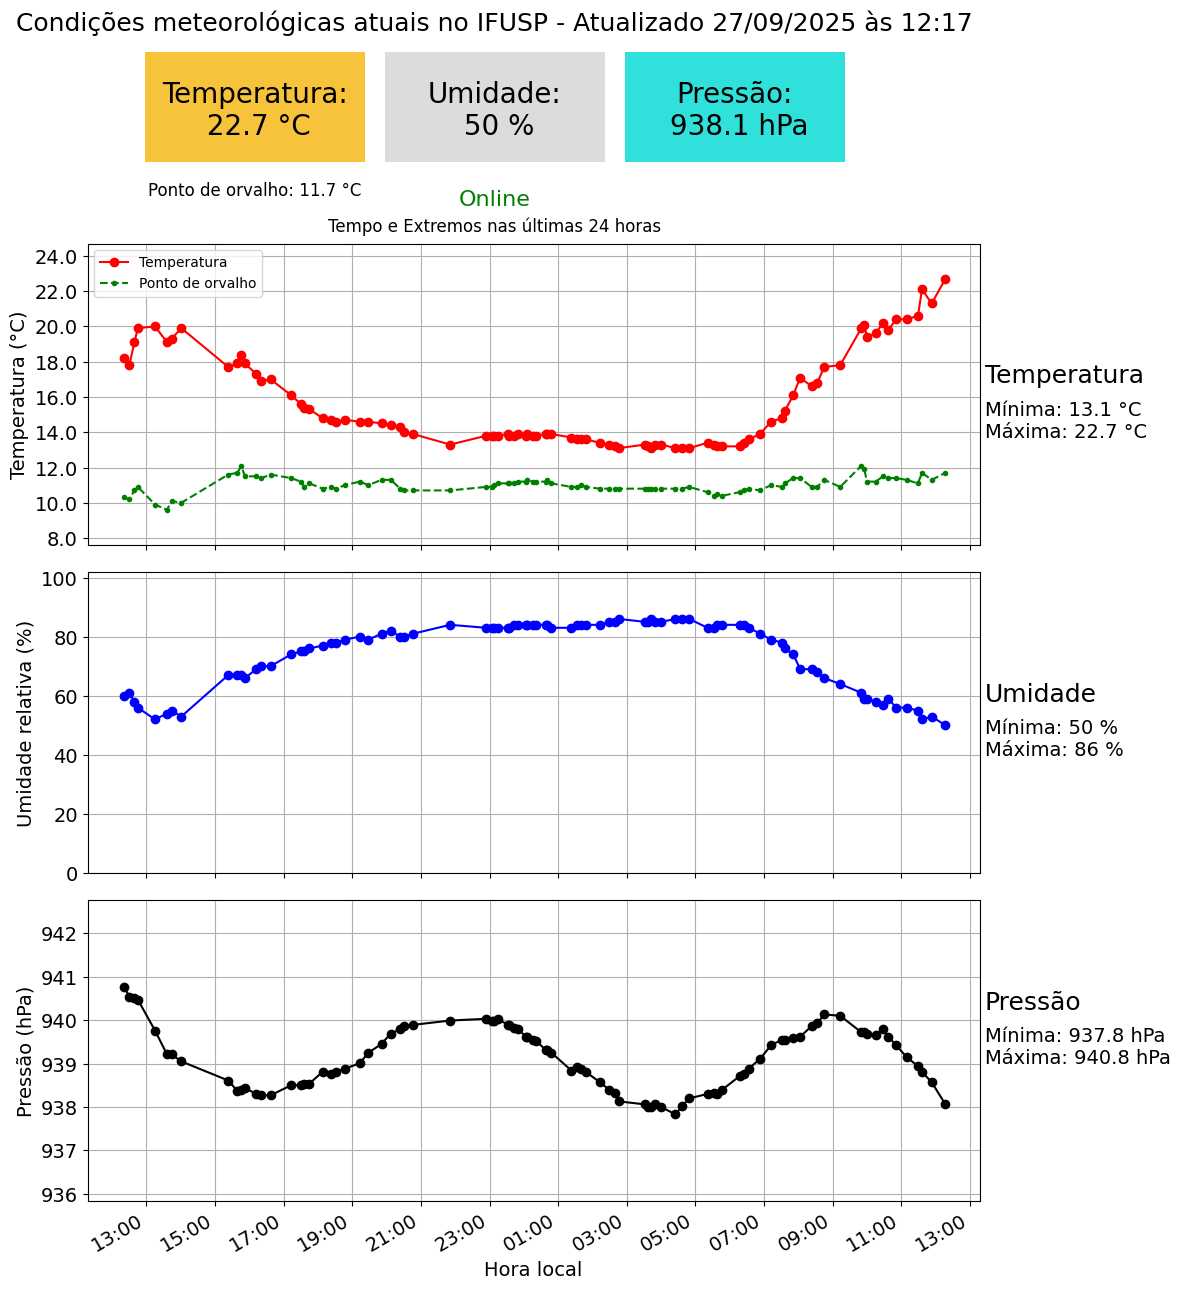 Condições meteorológicas atuais no IFUSP - Atualizado 27/09/2025 às 12:17
Temperatura:
22.7 °C
Umidade:
50 %
Pressão:
938.1 hPa
Ponto de orvalho: 11.7 °C
Online
Tempo e Extremos nas últimas 24 horas
Temperatura
Ponto de orvalho
Temperatura (°C)
24.0
22.0
20.0
18.0
16.0
14.0
12.0
10.0
8.0
Temperatura
Mínima: 13.1 °C
Máxima: 22.7 °C
Umidade relativa (%)
100
80
60
40
20
0
Umidade
Mínima: 50 %
Máxima: 86 %
Pressão (hPa)
942
941
940
939
938
937
936
Pressão
Mínima: 937.8 hPa
Máxima: 940.8 hPa
13:00 15:00 17:00 19:00 21:00 23:00 01:00 03:00 05:00 07:00 09:00 11:00 13:00
Hora local